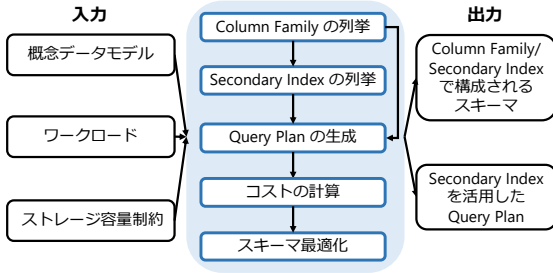 入力
概念データモデル
ワークロード
ストレージ容量制約
Column Family の列挙
Secondary Index の列挙
Query Plan の生成
コストの計算
スキーマ最適化
出力
Column Family/
Secondary Index
で構成される
スキーマ
Secondary Index
を活用した
Query Plan